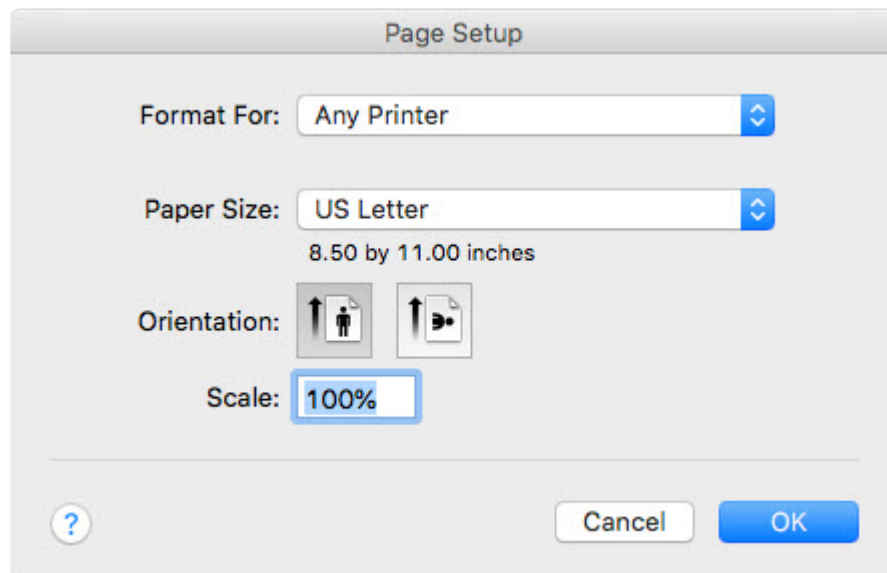 Page Setup
Format For: Any Printer
Paper Size: US Letter
8.50 by 11.00 inches
Orientation:
Scale: 100%
? Cancel OK